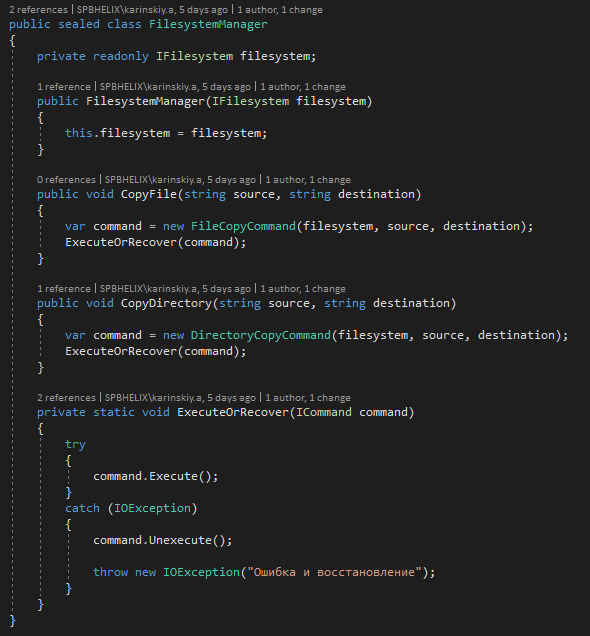 2 references | SPBHELIX\karinskiy.a, 5 days ago | 1 author, 1 change
public sealed class FilesystemManager
{
private readonly IFilesystem filesystem;
1 reference | SPBHELIX\karinskiy.a, 5 days ago | 1 author, 1 change
public FilesystemManager(IFilesystem filesystem)
{
this.filesystem = filesystem;
}
0 references | SPBHELIX\karinskiy.a, 5 days ago | 1 author, 1 change
public void CopyFile(string source, string destination)
{
var command = new FileCopyCommand(filesystem, source, destination);
ExecuteOrRecover(command);
}
1 reference | SPBHELIX\karinskiy.a, 5 days ago | 1 author, 1 change
public void CopyDirectory(string source, string destination)
{
var command = new DirectoryCopyCommand(filesystem, source, destination);
ExecuteOrRecover(command);
}
2 references | SPBHELIX\karinskiy.a, 5 days ago | 1 author, 1 change
private static void ExecuteOrRecover(ICommand command)
{
try
{
command.Execute();
}
catch (IOException)
{
command.Unexecute();
throw new IOException("Ошибка и восстановление");
}
}
}